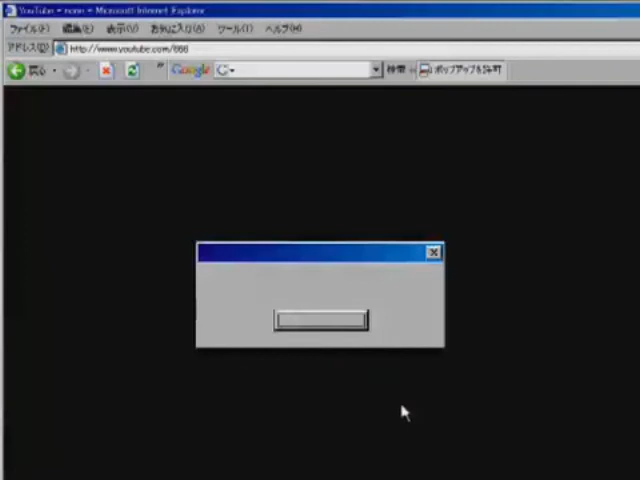 YouTube - none - Microsoft Internet Explorer
ファイル(F) 編集(E) 表示(V) お気に入り(A) ツール(T) ヘルプ(H)
アドレス(D) http://www.youtube.com/666
戻る " Google G 検索 ポップアップを許可